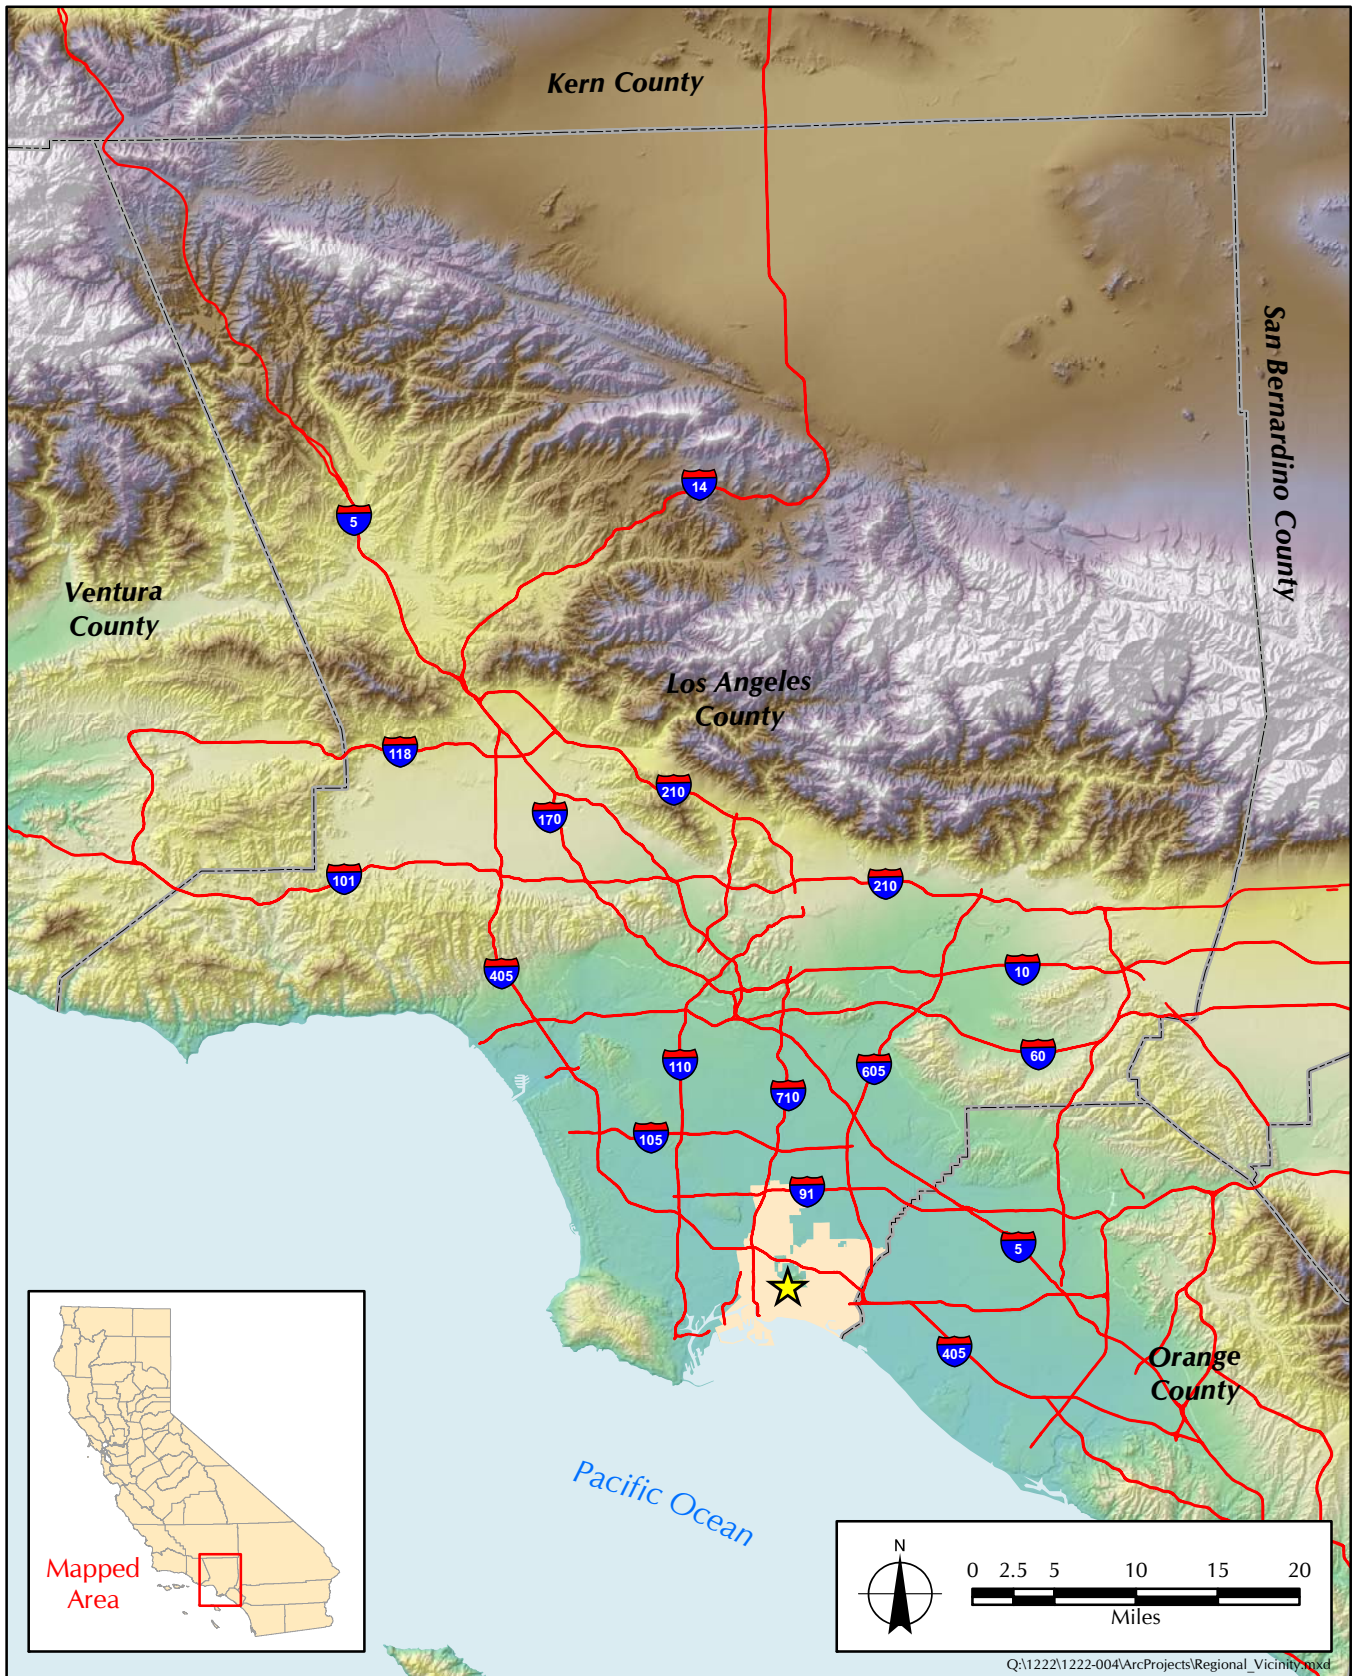 Kern County
San Bernardino County
14
5
Ventura
County
Los Angeles
County
118
210
170
101
210
405
10
60
110
605
710
105
91
5
405
Orange
County
Pacific Ocean
Mapped
Area
N
0 2.5 5 10 15 20
Miles
Q:\1222\1222-004\ArcProjects\Regional_Vicinity.mxd